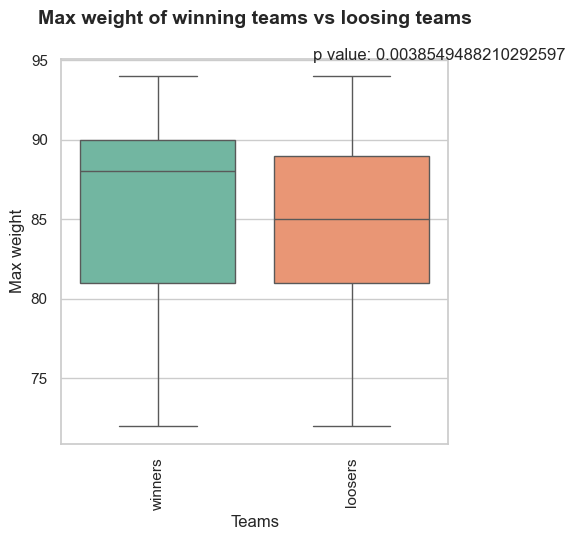 Max weight of winning teams vs loosing teams
p value: 0.0038549488210292597
95
90
85
80
75
Max weight
winners
loosers
Teams